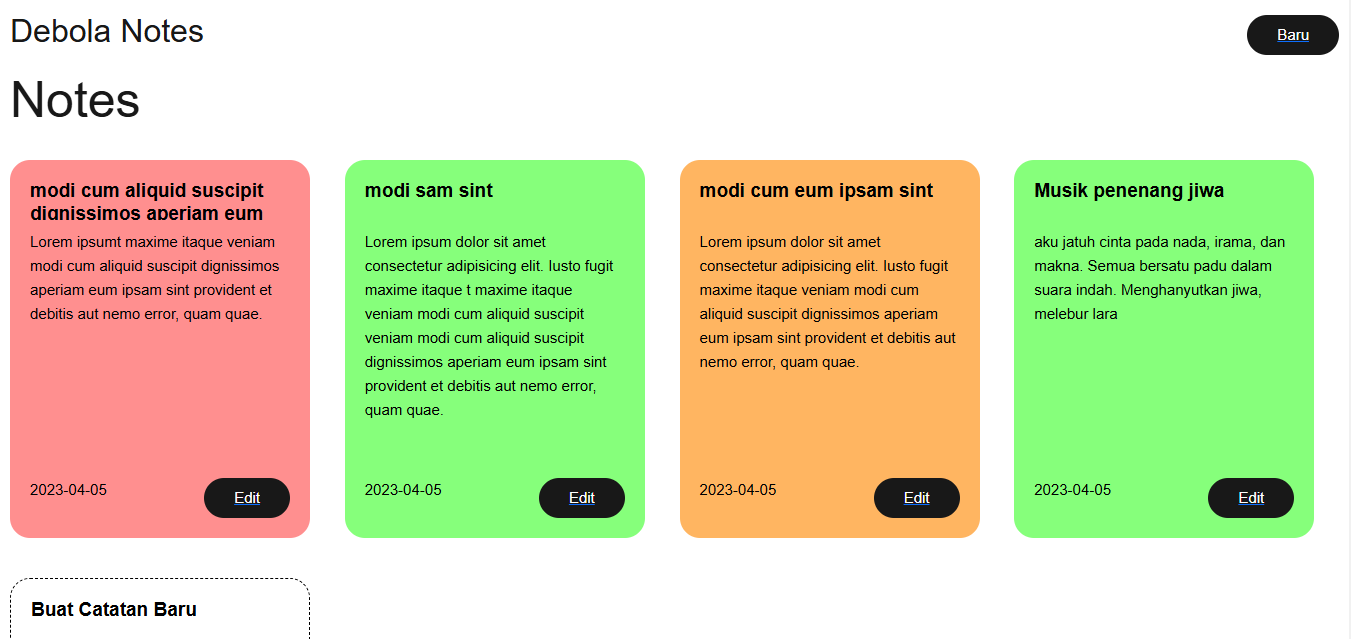 Debola Notes
Baru
Notes
modi cum aliquid suscipit
dignissimos aperiam eum
Lorem ipsumt maxime itaque veniam
modi cum aliquid suscipit dignissimos
aperiam eum ipsam sint provident et
debitis aut nemo error, quam quae.
2023-04-05
Edit
modi sam sint
Lorem ipsum dolor sit amet
consectetur adipisicing elit. Iusto fugit
maxime itaque t maxime itaque
veniam modi cum aliquid suscipit
veniam modi cum aliquid suscipit
dignissimos aperiam eum ipsam sint
provident et debitis aut nemo error,
quam quae.
2023-04-05
Edit
modi cum eum ipsam sint
Lorem ipsum dolor sit amet
consectetur adipisicing elit. Iusto fugit
maxime itaque veniam modi cum
aliquid suscipit dignissimos aperiam
eum ipsam sint provident et debitis aut
nemo error, quam quae.
2023-04-05
Edit
Musik penenang jiwa
aku jatuh cinta pada nada, irama, dan
makna. Semua bersatu padu dalam
suara indah. Menghanyutkan jiwa,
melebur lara
2023-04-05
Edit
Buat Catatan Baru